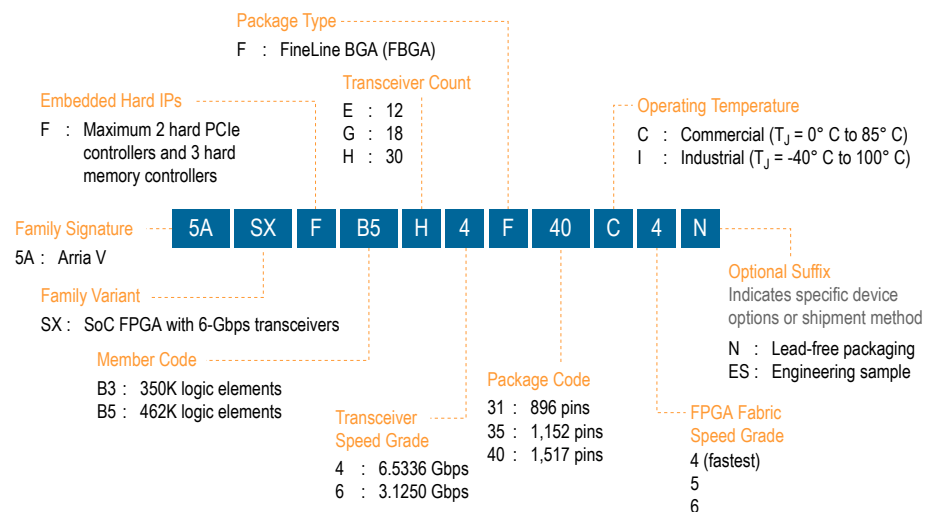 Package Type
F : FineLine BGA (FBGA)
Transceiver Count
E : 12
G : 18
H : 30
Embedded Hard IPs
F : Maximum 2 hard PCIe
controllers and 3 hard
memory controllers
Operating Temperature
C : Commercial (TJ = 0° C to 85° C)
I : Industrial (TJ = -40° C to 100° C)
5A SX F B5 H 4 F 40 C 4 N
Family Signature
5A : Arria V
Family Variant
SX : SoC FPGA with 6-Gbps transceivers
Member Code
B3 : 350K logic elements
B5 : 462K logic elements
Transceiver
Speed Grade
4 : 6.5336 Gbps
6 : 3.1250 Gbps
Package Code
31 : 896 pins
35 : 1,152 pins
40 : 1,517 pins
FPGA Fabric
Speed Grade
4 (fastest)
5
6
Optional Suffix
Indicates specific device
options or shipment method
N : Lead-free packaging
ES : Engineering sample